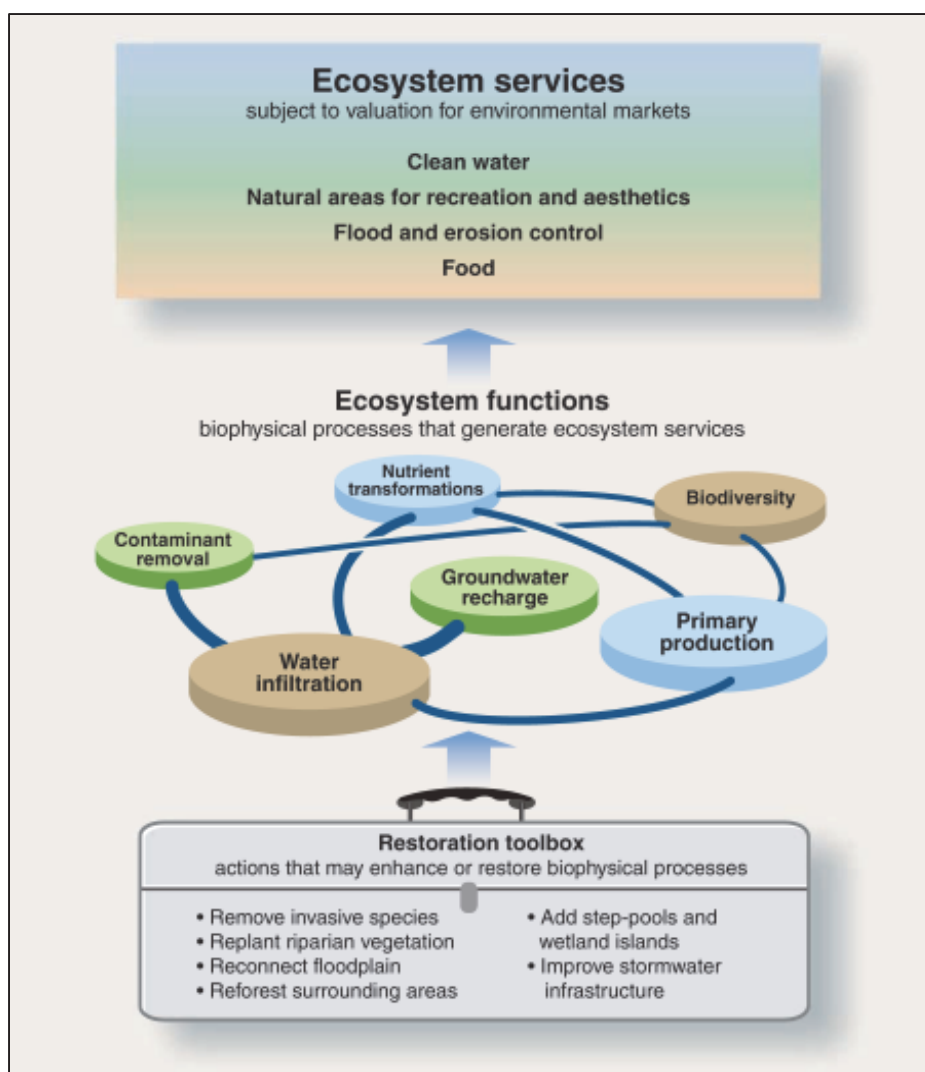 Ecosystem services
subject to valuation for environmental markets
Clean water
Natural areas for recreation and aesthetics
Flood and erosion control
Food
Ecosystem functions
biophysical processes that generate ecosystem services
Nutrient
transformations
Biodiversity
Contaminant
removal
Groundwater
recharge
Primary
production
Water
infiltration
Restoration toolbox
actions that may enhance or restore biophysical processes
• Remove invasive species
• Replant riparian vegetation
• Reconnect floodplain
• Reforest surrounding areas
• Add step-pools and
wetland islands
• Improve stormwater
infrastructure